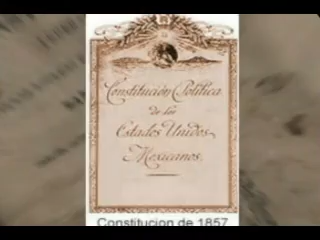 Constitución Política
de los
Estados Unidos
Mexicanos
Constitucion de 1857